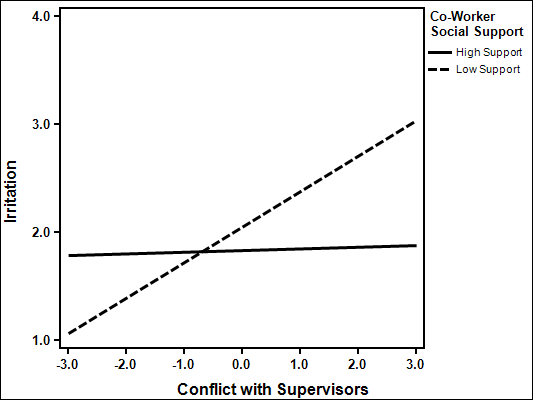 Co-Worker
Social Support
High Support
Low Support
4.0
3.0
2.0
1.0
Irritation
-3.0 -2.0 -1.0 0.0 1.0 2.0 3.0
Conflict with Supervisors